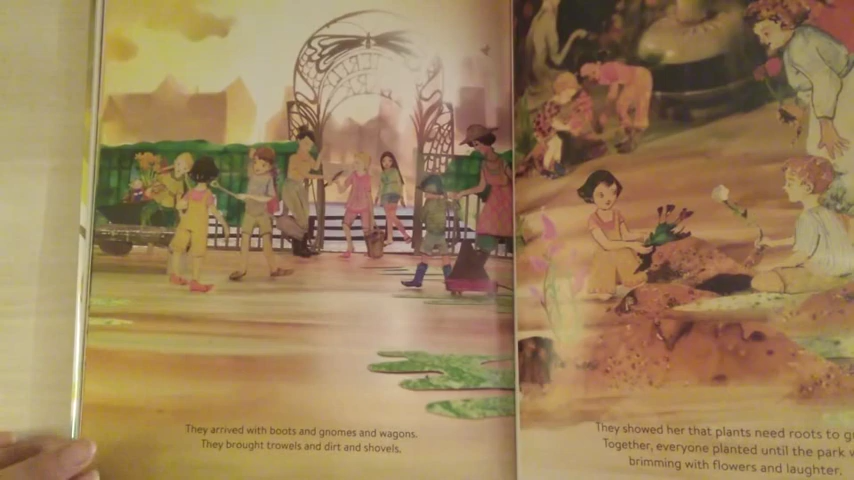 They arrived with boots and gnomes and wagons.
They brought trowels and dirt and shovels.
They showed her that plants need roots to
Together, everyone planted until the park
brimming with flowers and laughter.